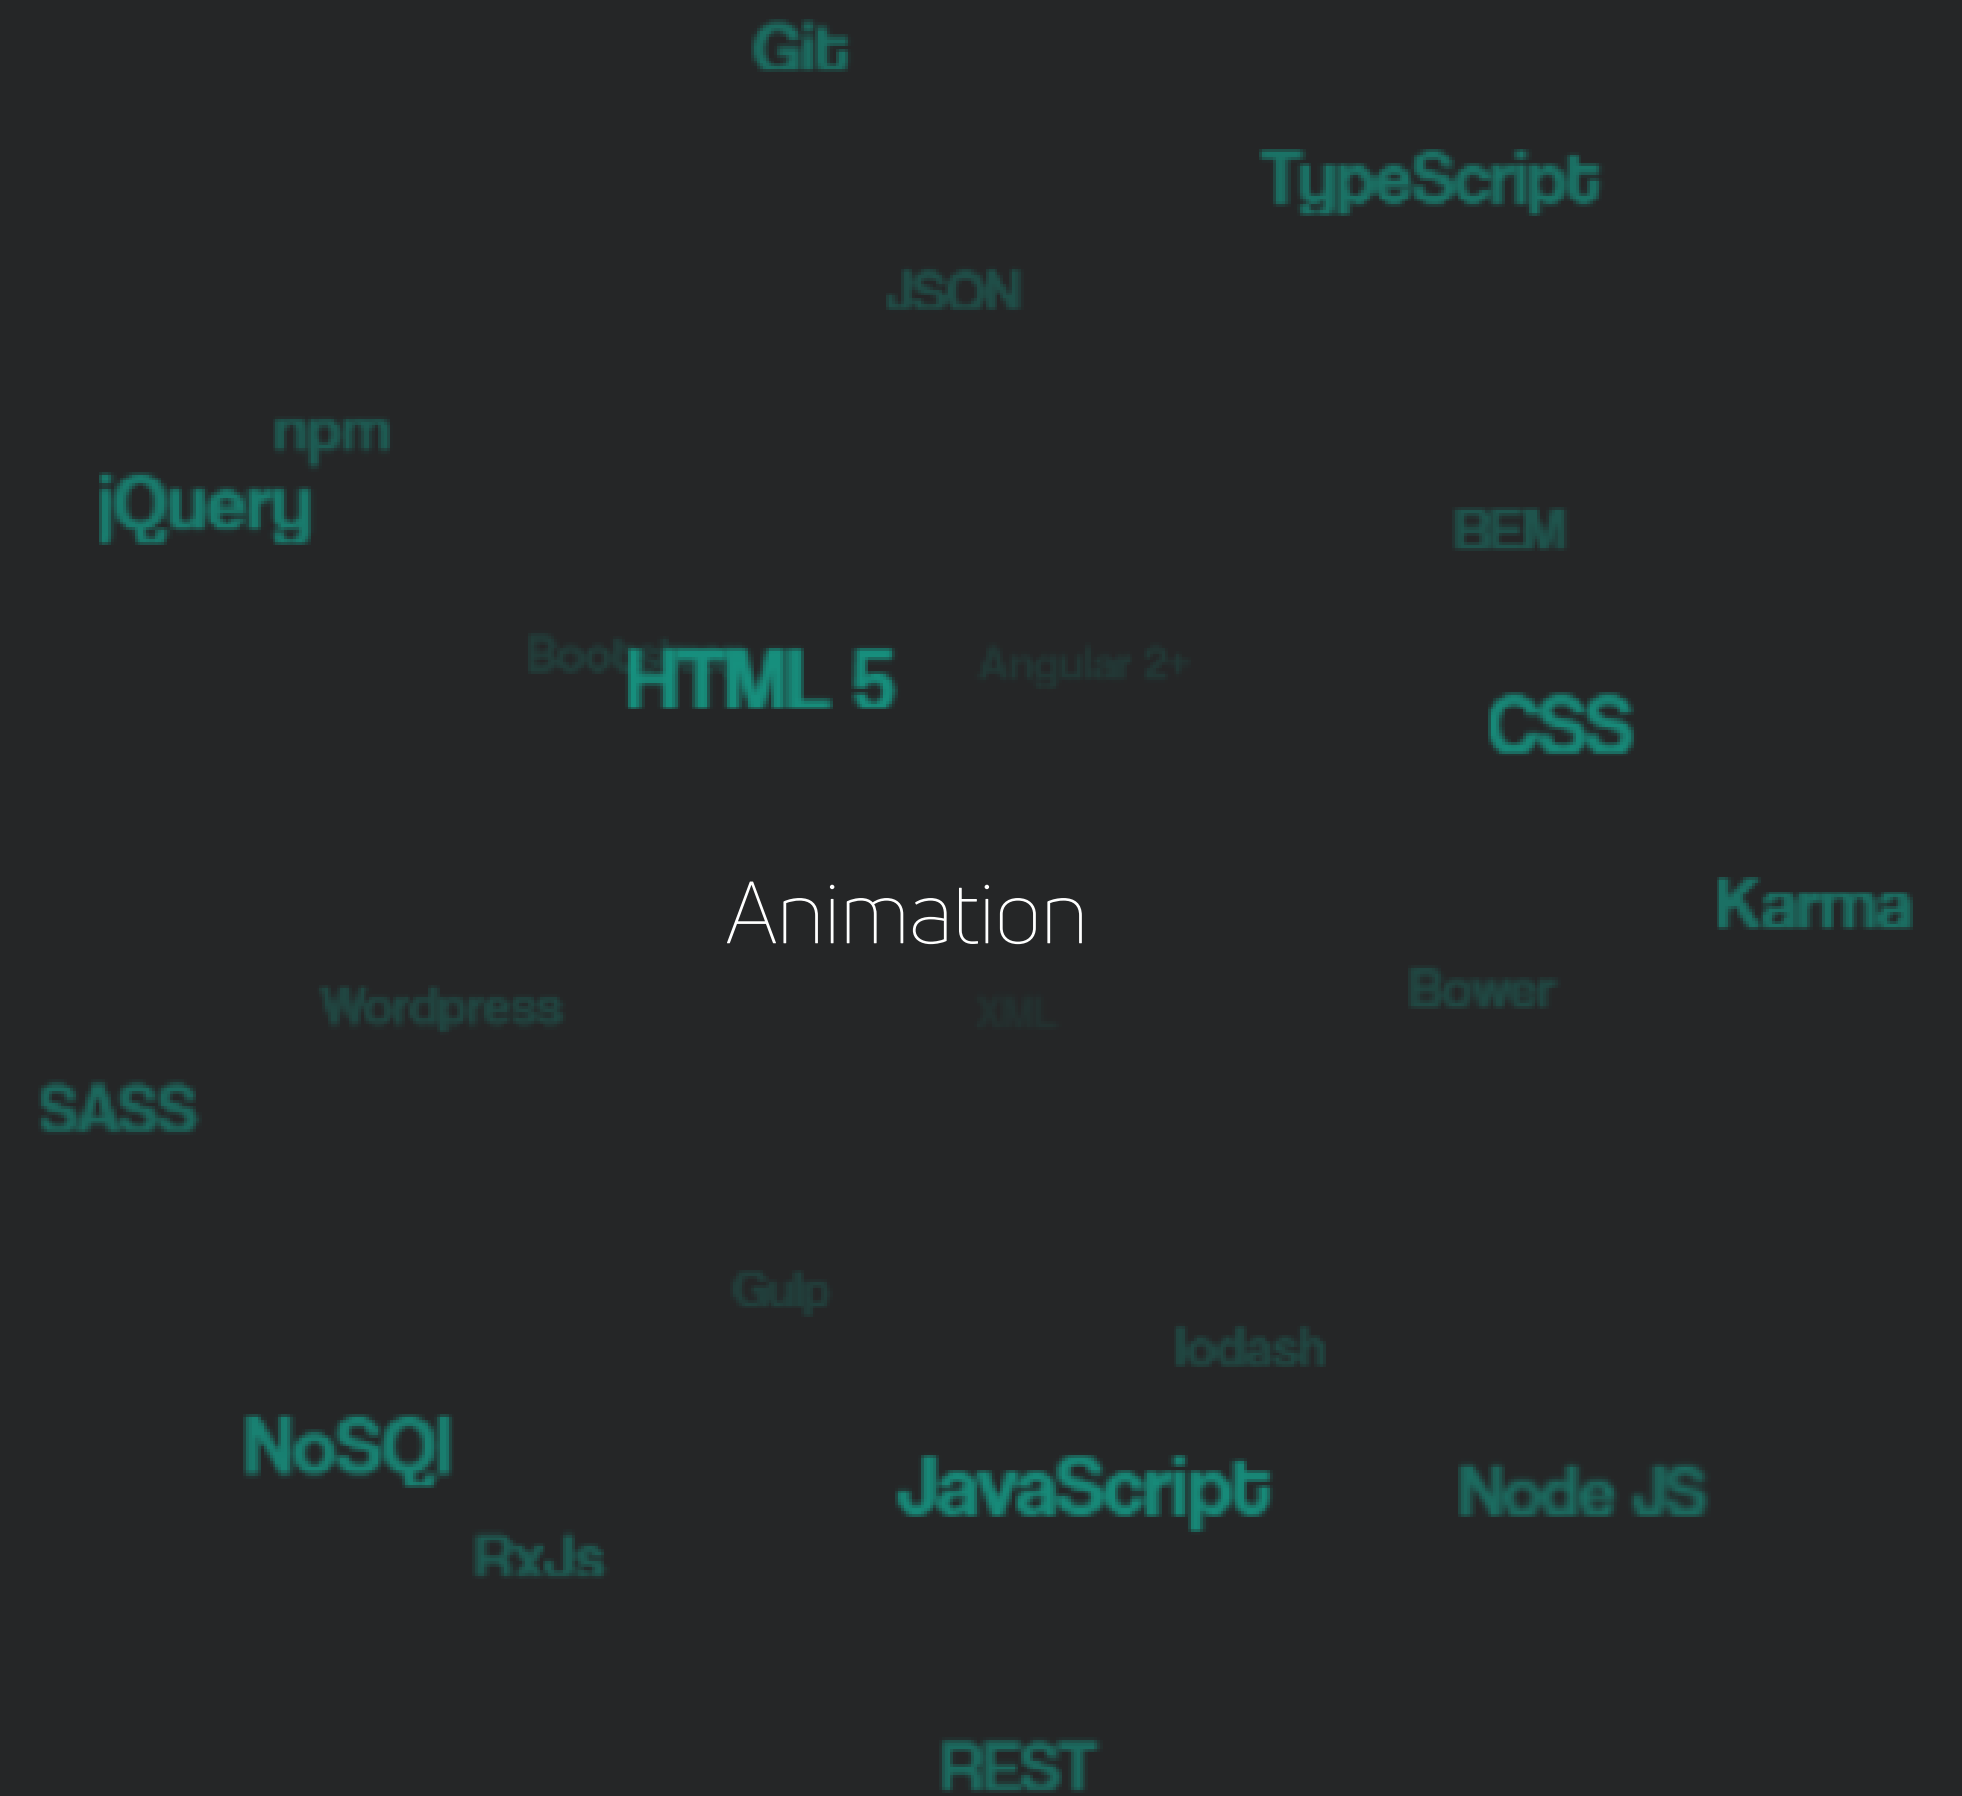 Git
TypeScript
JSON
npm
jQuery
BEM
HTML 5
Angular 2+
CSS
Animation
Karma
Bower
Wordpress
XML
SASS
Gulp
lodash
NoSQl
JavaScript
Node JS
RxJs
REST